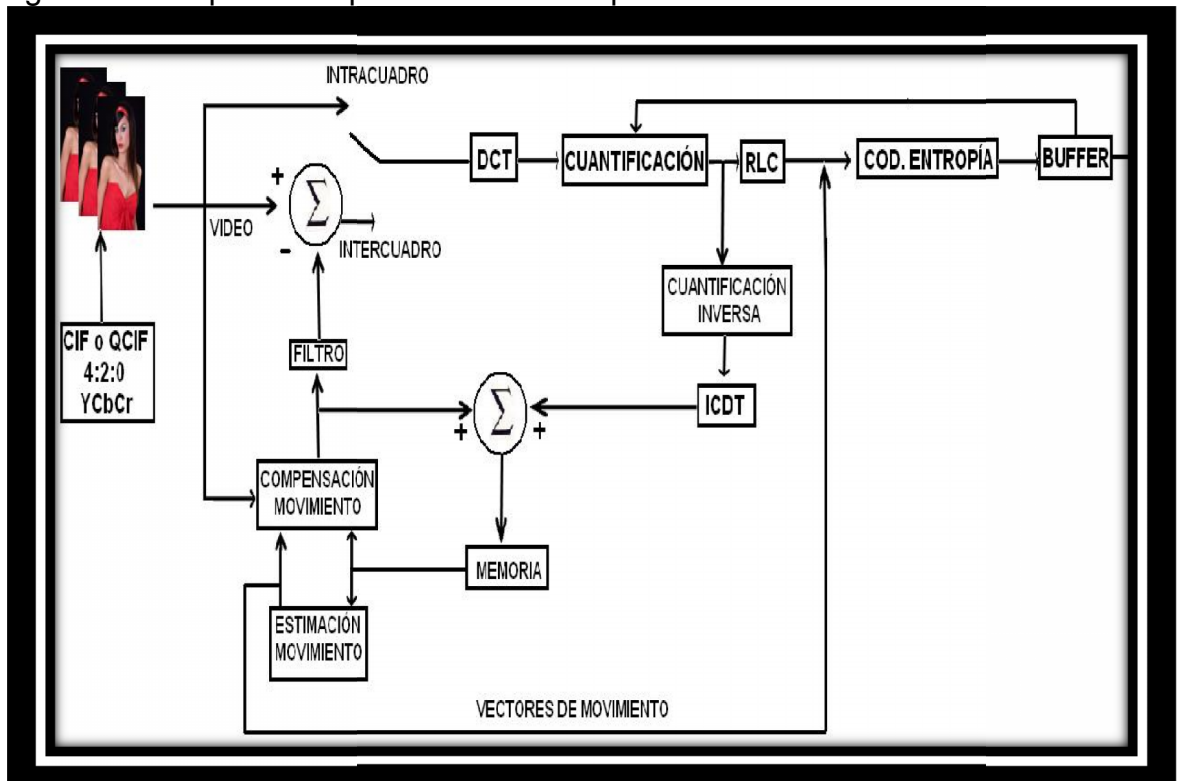 INTRACUADRO
DCT
CUANTIFICACIÓN
RLC
COD. ENTROPÍA
BUFFER
+
Σ
-
VIDEO
INTERCUADRO
CUANTIFICACIÓN
INVERSA
CIF o QCIF
4:2:0
YCbCr
FILTRO
Σ
+
+
ICDT
COMPENSACIÓN
MOVIMIENTO
MEMORIA
ESTIMACIÓN
MOVIMIENTO
VECTORES DE MOVIMIENTO